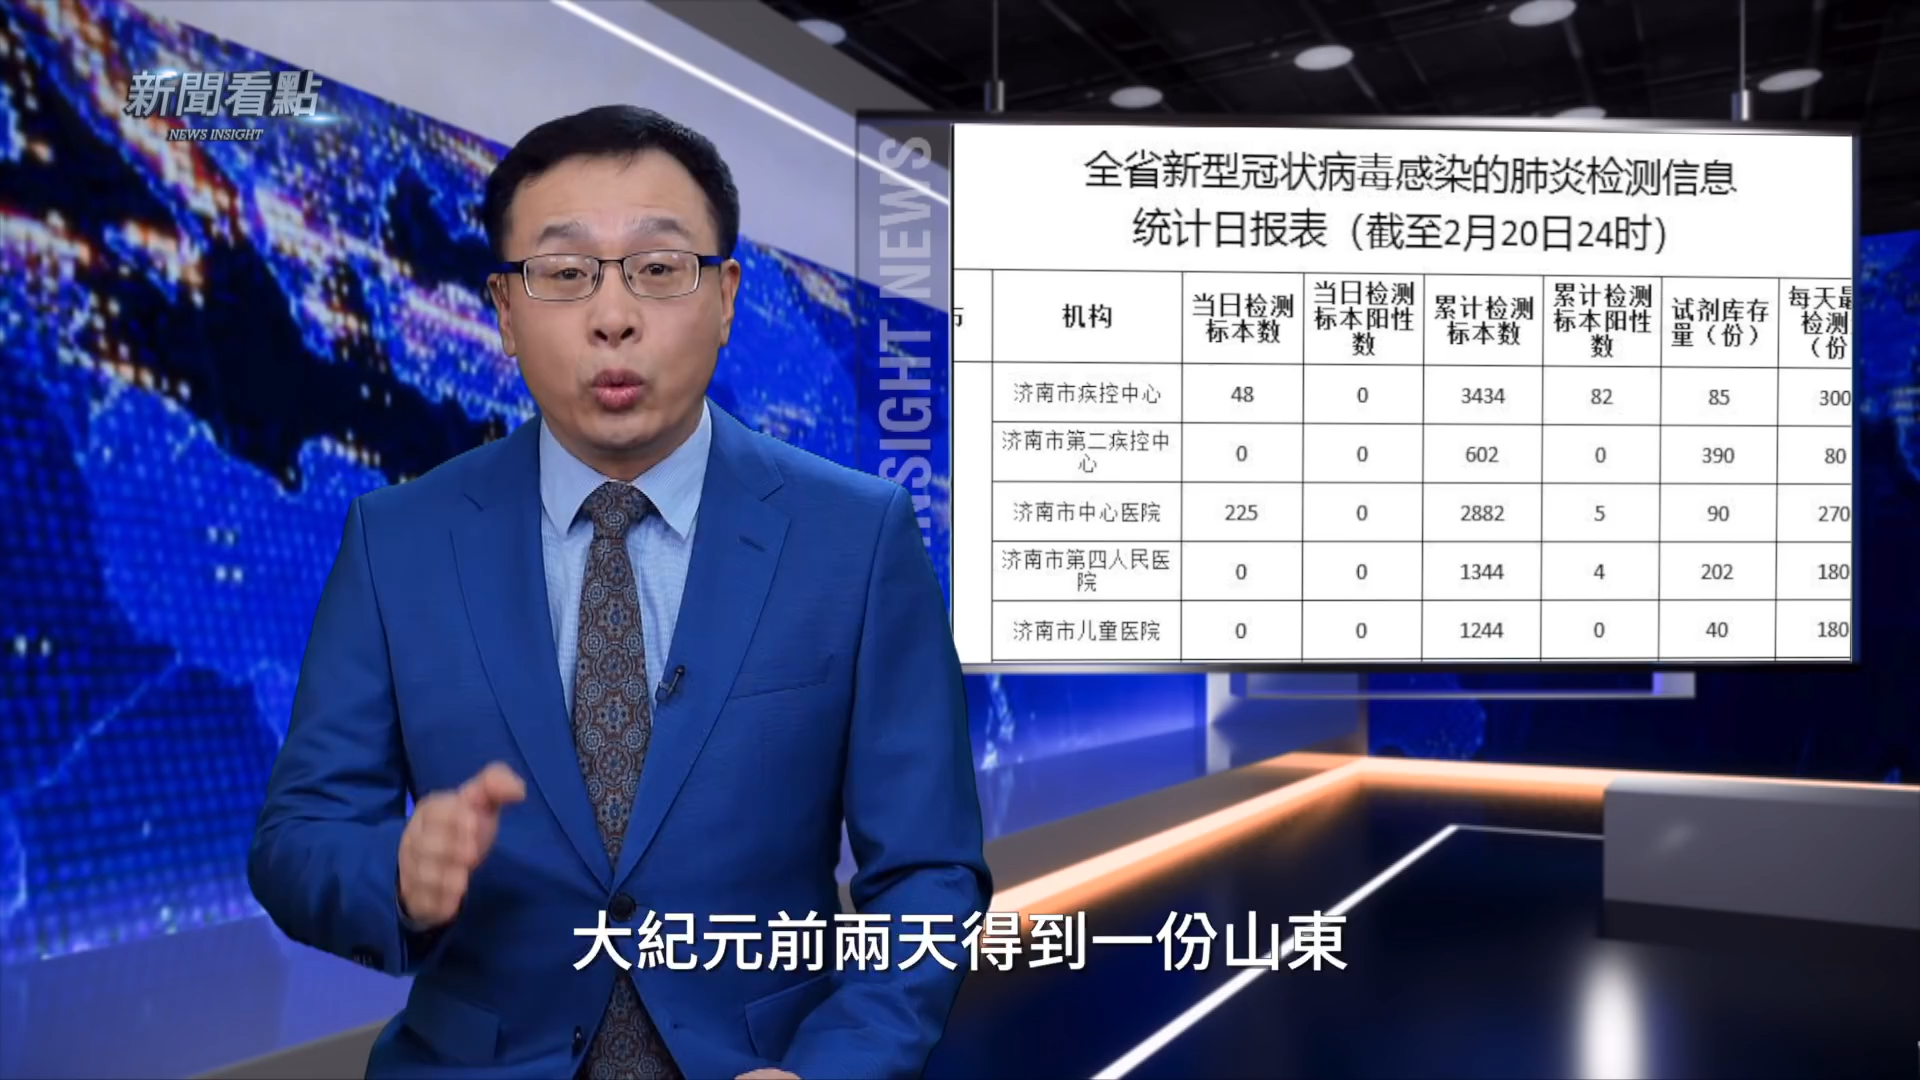 新聞看點
NEWS INSIGHT
INSIGHT NEWS
全省新型冠状病毒感染的肺炎检测信息
统计日报表（截至2月20日24时）
机构 当日检测标本数 当日检测标本阳性数 累计检测标本数 累计检测标本阳性数 试剂库存量（份） 每天最 检测 （份
济南市疾控中心 48 0 3434 82 85 300
济南市第二疾控中心 0 0 602 0 390 80
济南市中心医院 225 0 2882 5 90 270
济南市第四人民医院 0 0 1344 4 202 180
济南市儿童医院 0 0 1244 0 40 180
大紀元前兩天得到一份山東